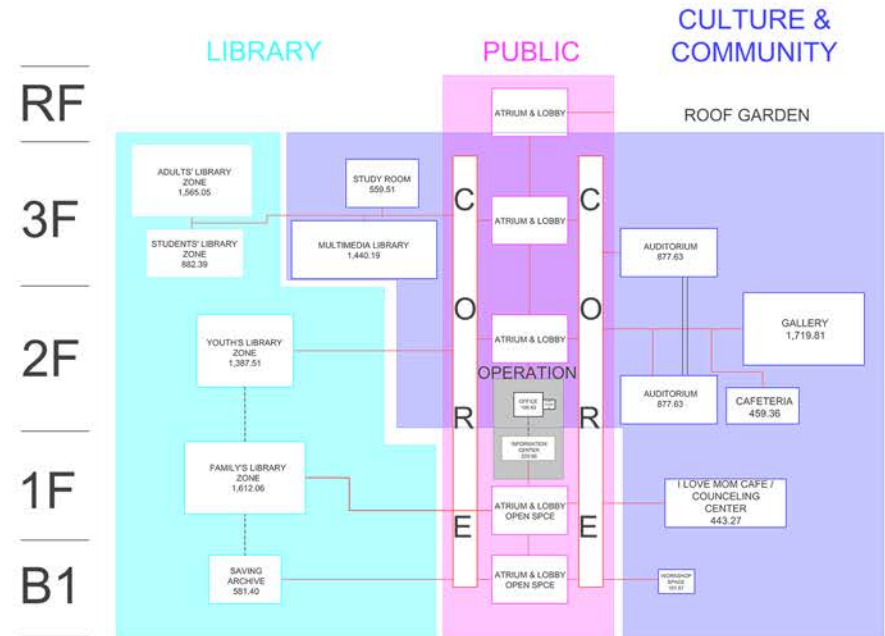 LIBRARY
PUBLIC
CULTURE &
COMMUNITY
RF
ATRIUM & LOBBY
ROOF GARDEN
3F
ADULTS' LIBRARY
ZONE
1,565.05
STUDY ROOM
559.51
STUDENTS' LIBRARY
ZONE
882.39
MULTIMEDIA LIBRARY
1,440.19
C
O
R
E
ATRIUM & LOBBY
C
O
R
E
AUDITORIUM
877.63
2F
YOUTH'S LIBRARY
ZONE
1,387.51
ATRIUM & LOBBY
GALLERY
1,719.81
AUDITORIUM
877.63
CAFETERIA
459.36
OPERATION
OFFICE
INFORMATION
CENTER
1F
FAMILY'S LIBRARY
ZONE
1,612.06
ATRIUM & LOBBY
OPEN SPCE
I LOVE MOM CAFE /
COUNCELING
CENTER
443.27
B1
SAVING
ARCHIVE
581.40
ATRIUM & LOBBY
OPEN SPCE
WORKSHOP
SPACE